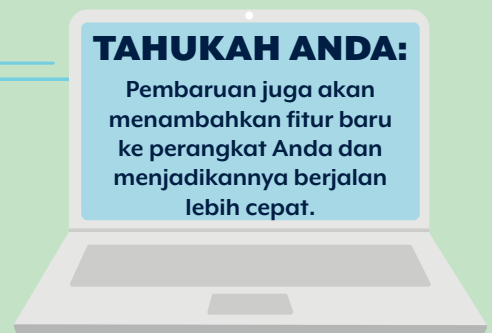 TAHUKAH ANDA:
Pembaruan juga akan
menambahkan fitur baru
ke perangkat Anda dan
menjadikannya berjalan
lebih cepat.